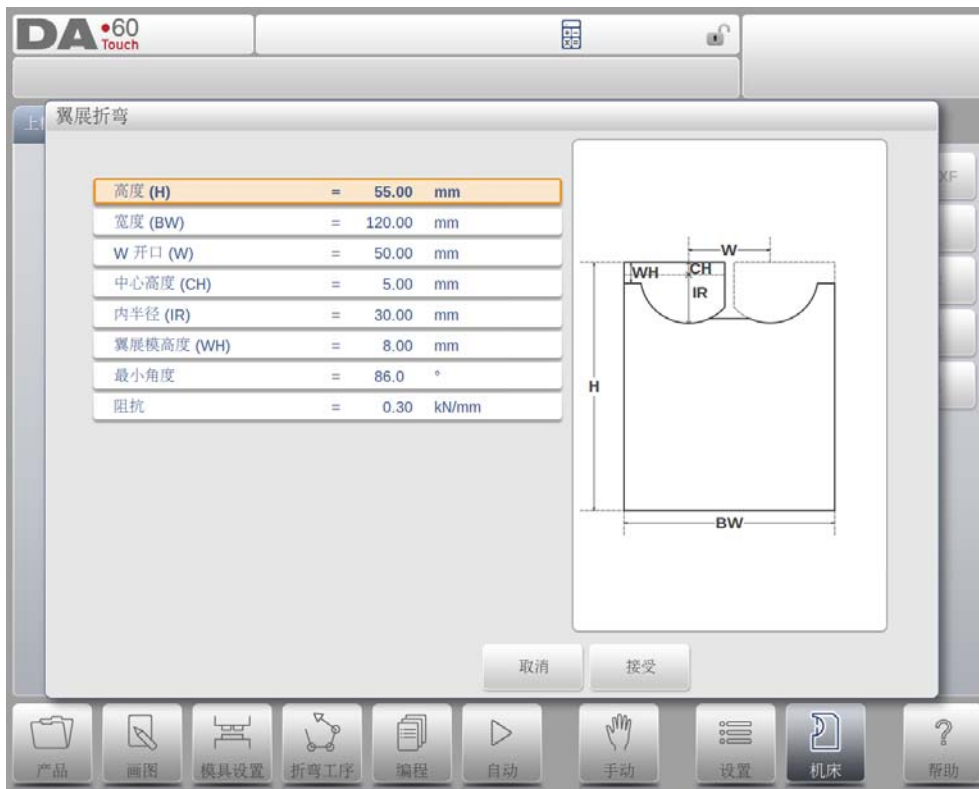 DA •60
Touch
上
翼展折弯
XF
高度 (H) = 55.00 mm
宽度 (BW) = 120.00 mm
W 开口 (W) = 50.00 mm
中心高度 (CH) = 5.00 mm
内半径 (IR) = 30.00 mm
翼展模高度 (WH) = 8.00 mm
最小角度 = 86.0 °
阻抗 = 0.30 kN/mm
W
WH CH
IR
H
BW
取消 接受
产品 画图 模具设置 折弯工序 编程 自动 手动 设置 机床 帮助